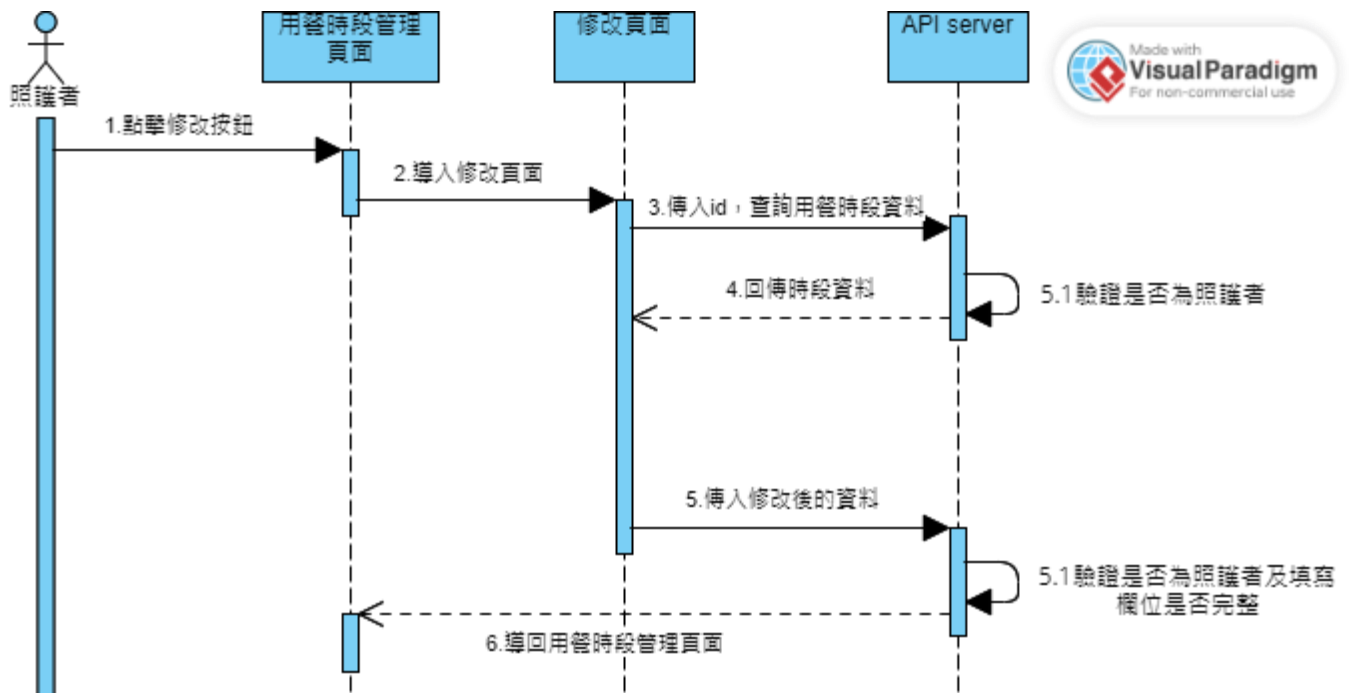 用餐時段管理
頁面
修改頁面
API server
Made with
Visual Paradigm
For non-commercial use
照護者
1.點擊修改按鈕
2.導入修改頁面
3.傳入id，查詢用餐時段資料
4.回傳時段資料
5.1驗證是否為照護者
5.傳入修改後的資料
5.1驗證是否為照護者及填寫
欄位是否完整
6.導回用餐時段管理頁面